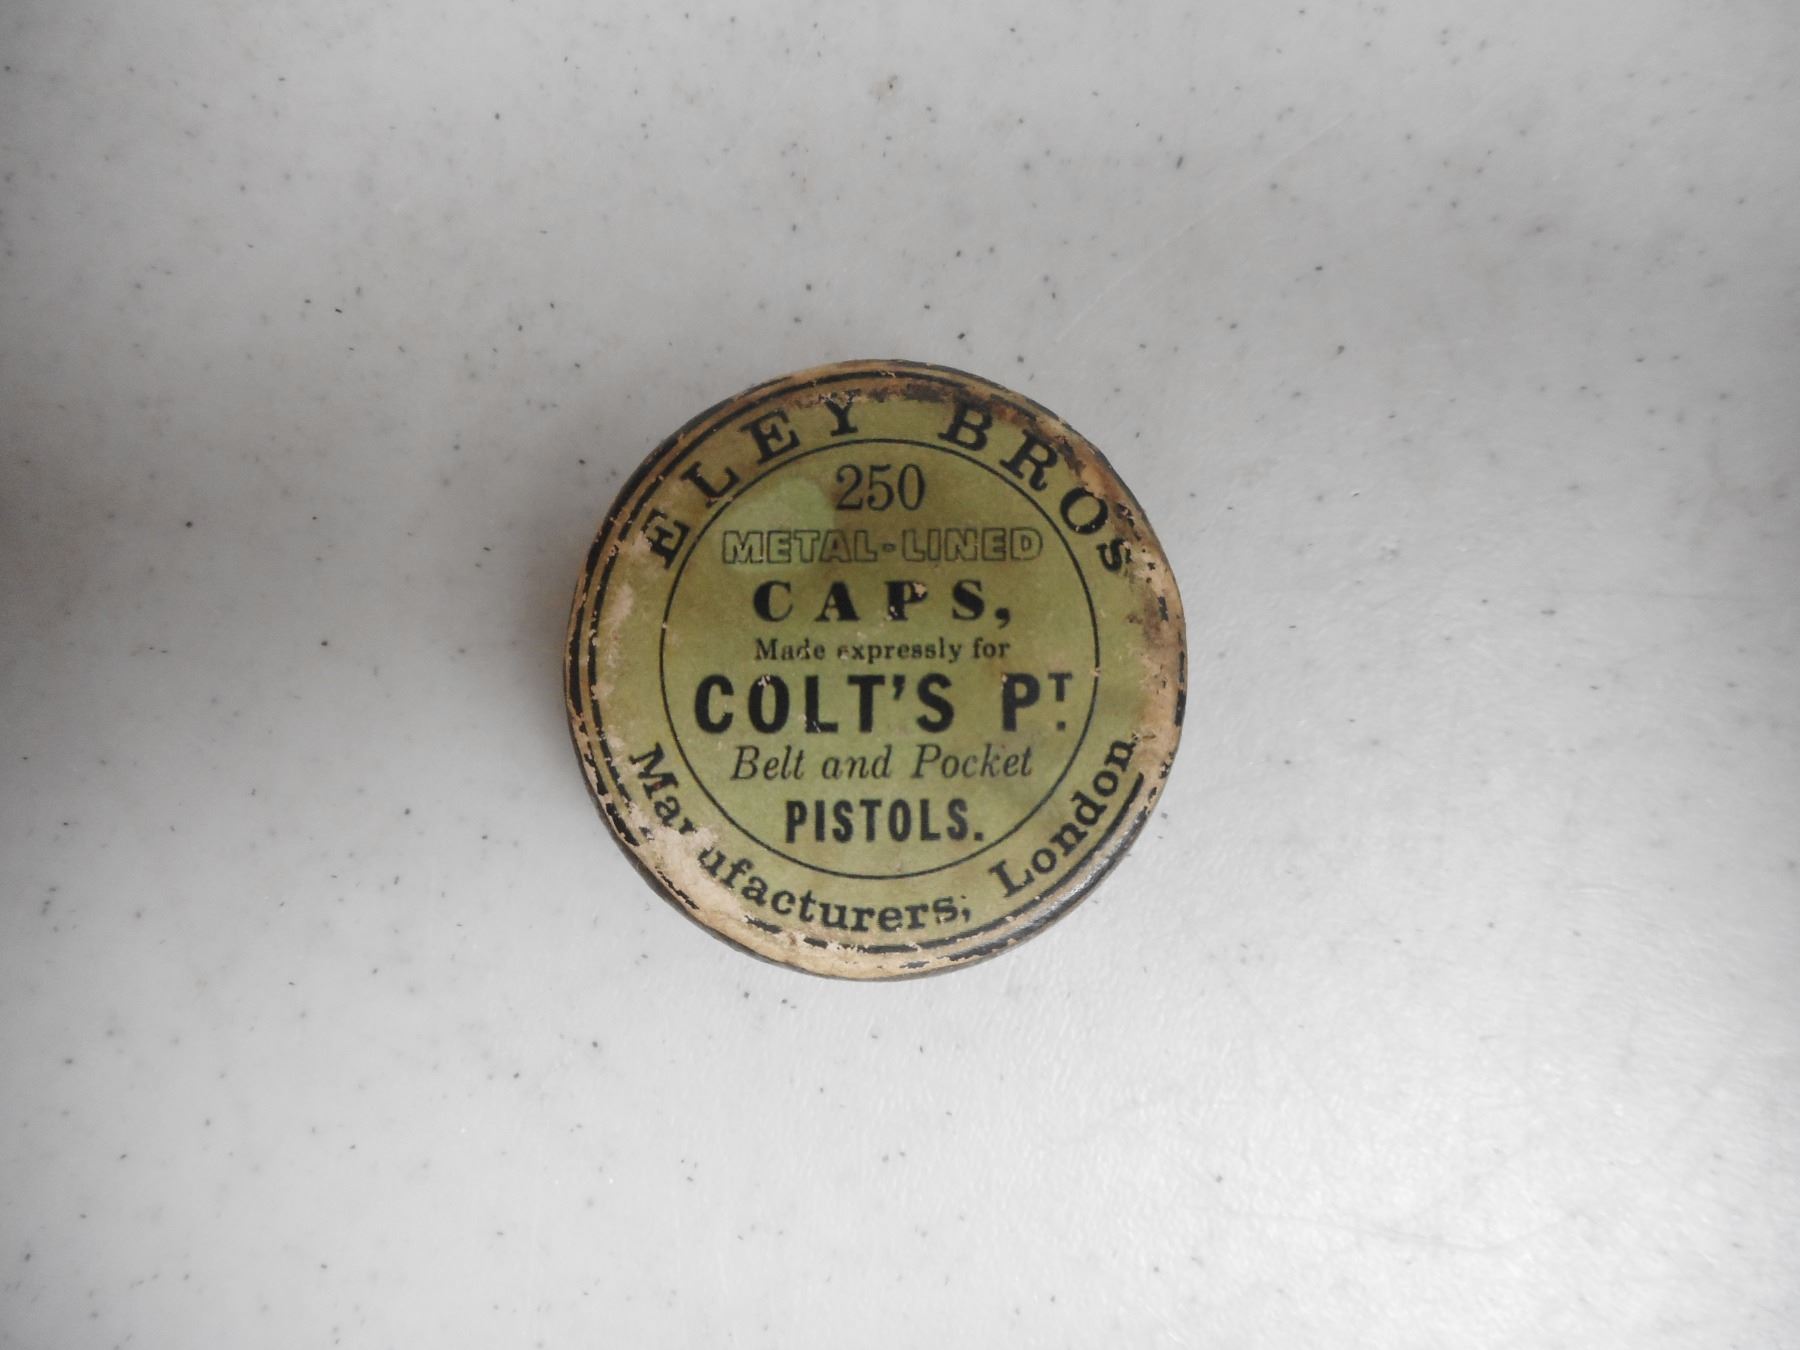 ELEY BROS
250
METAL-LINED
CAPS,
Made expressly for
COLT'S PT.
Belt and Pocket
PISTOLS.
Manufacturers, London.